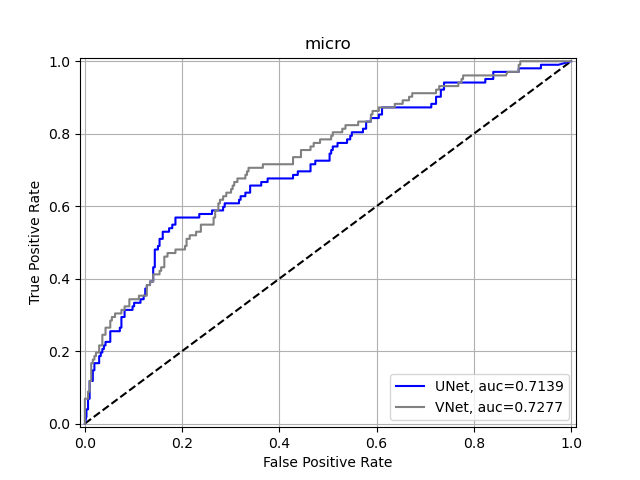 micro
1.0
0.8
0.6
0.4
0.2
0.0
True Positive Rate
UNet, auc=0.7139
VNet, auc=0.7277
0.0 0.2 0.4 0.6 0.8 1.0
False Positive Rate